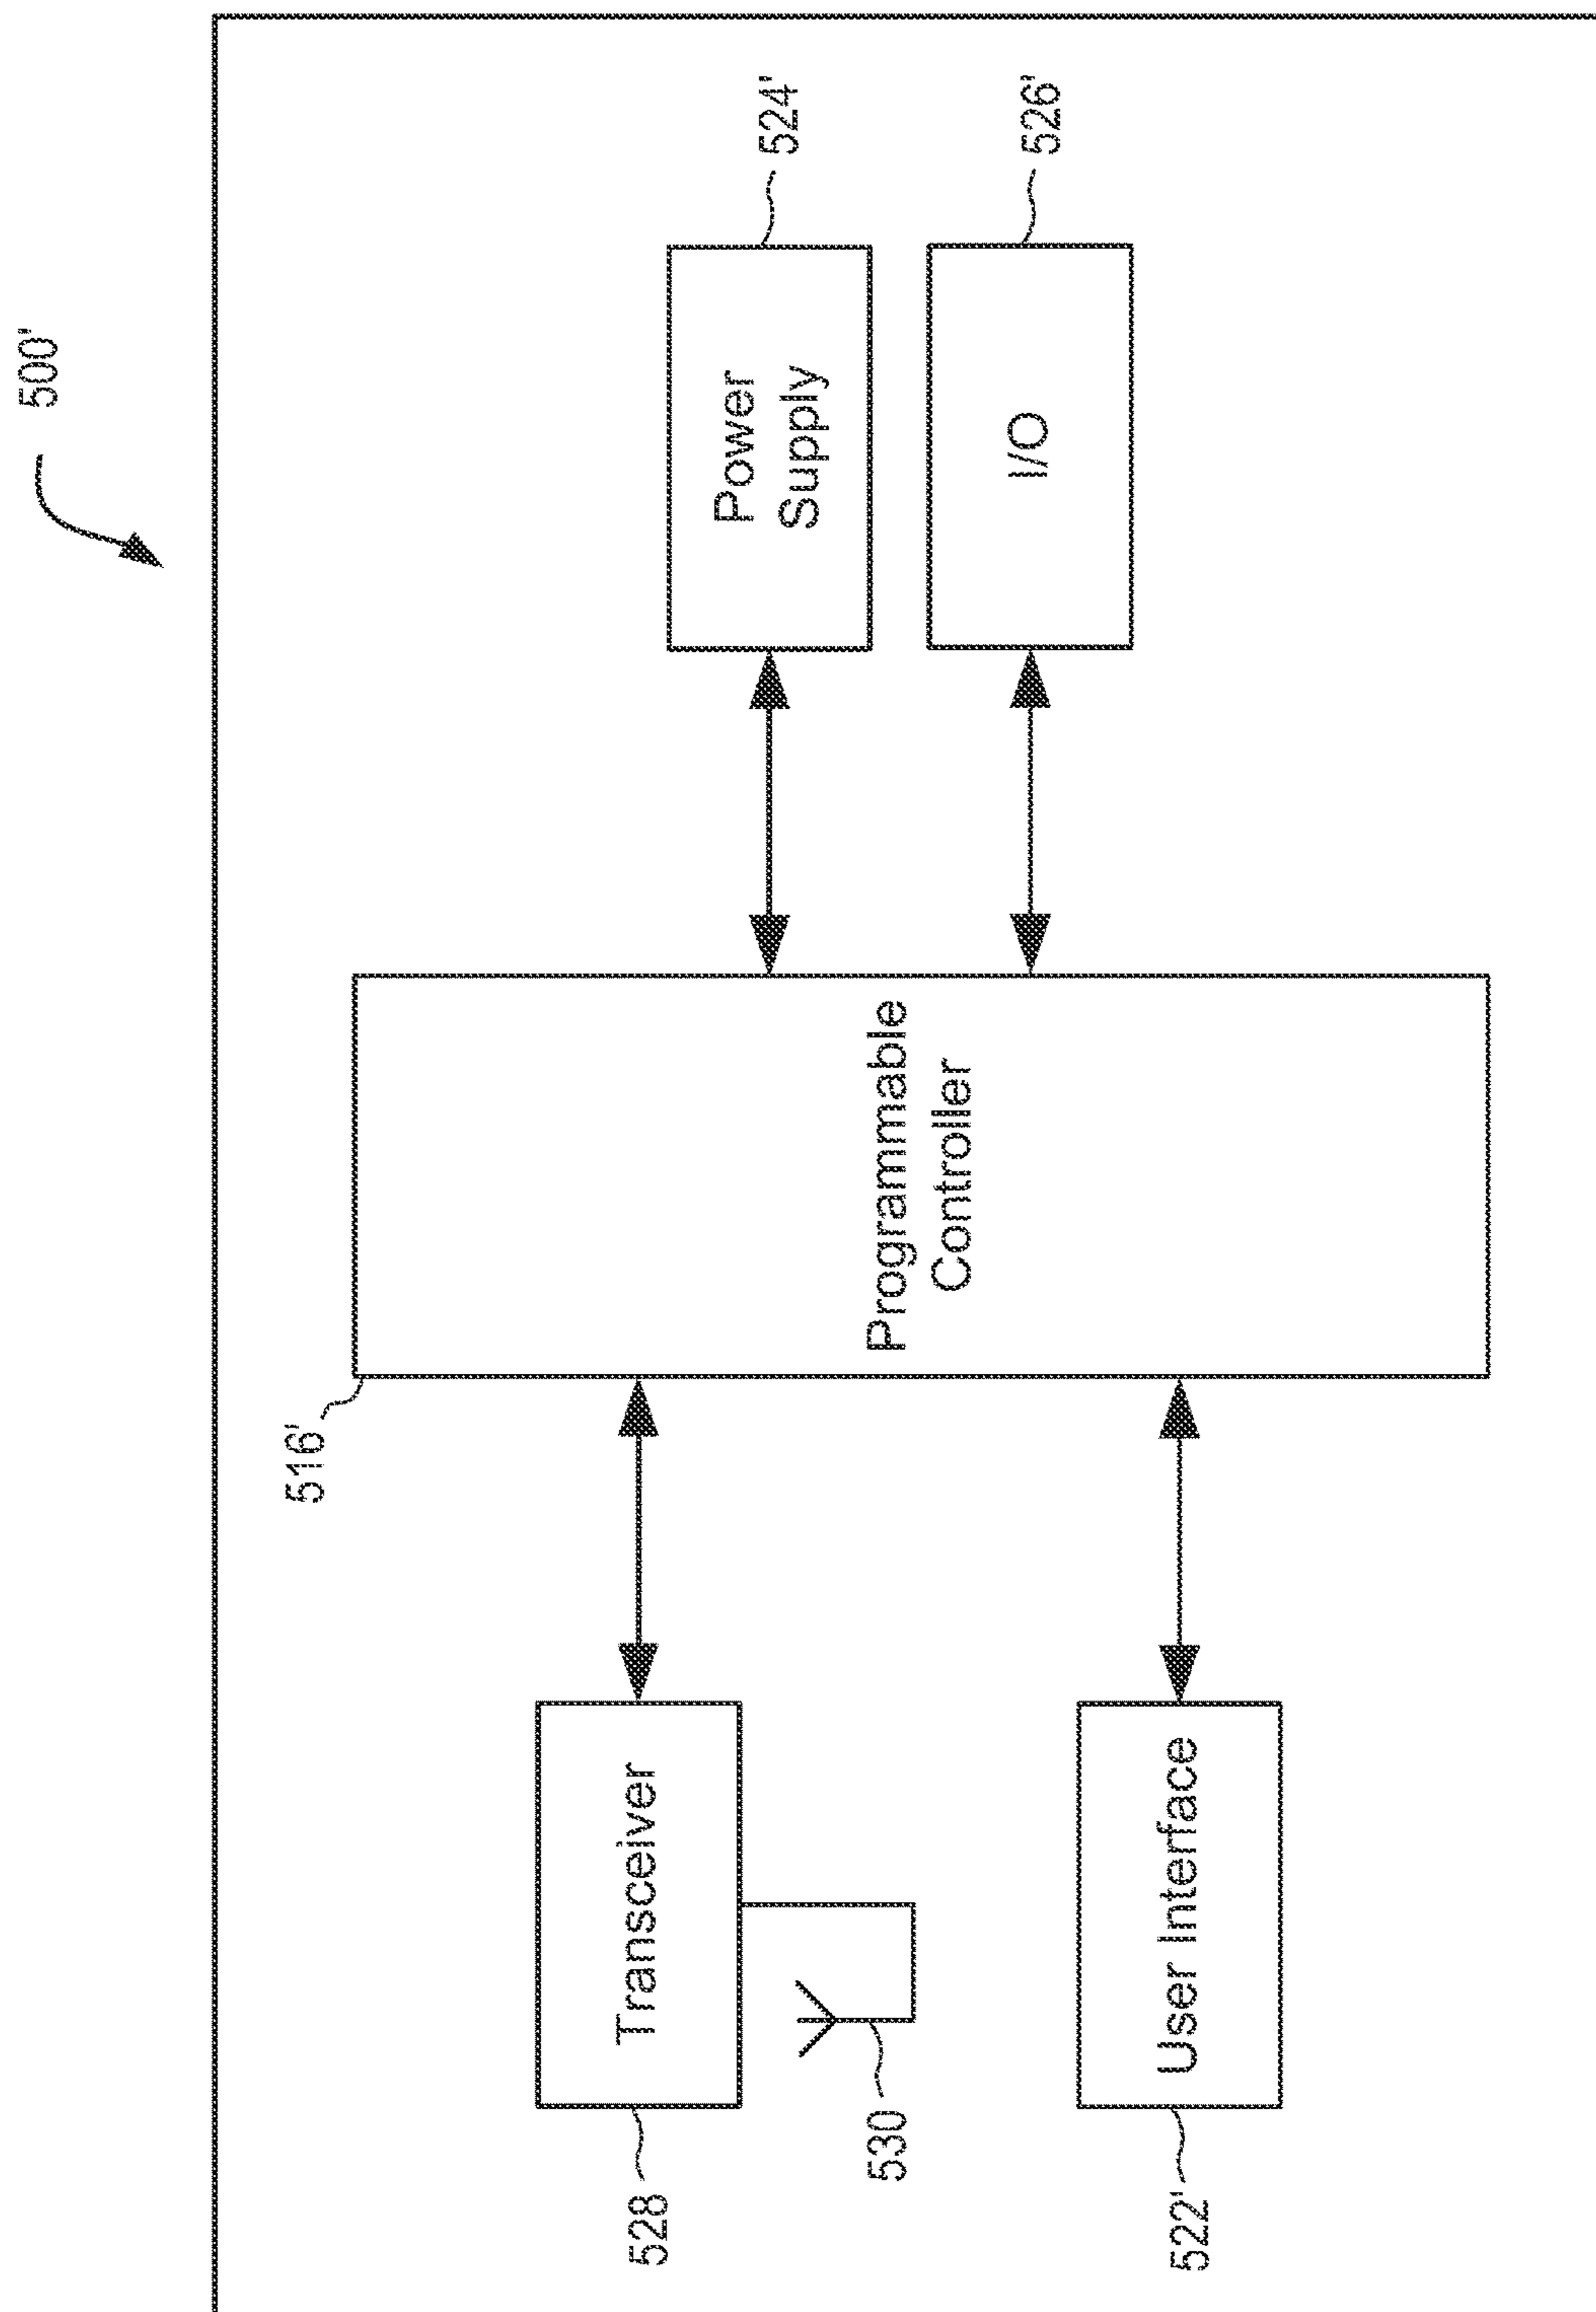 500'
516'
528
Transceiver
530
522'
User Interface
Programmable
Controller
Power
Supply
524'
I/O
526'